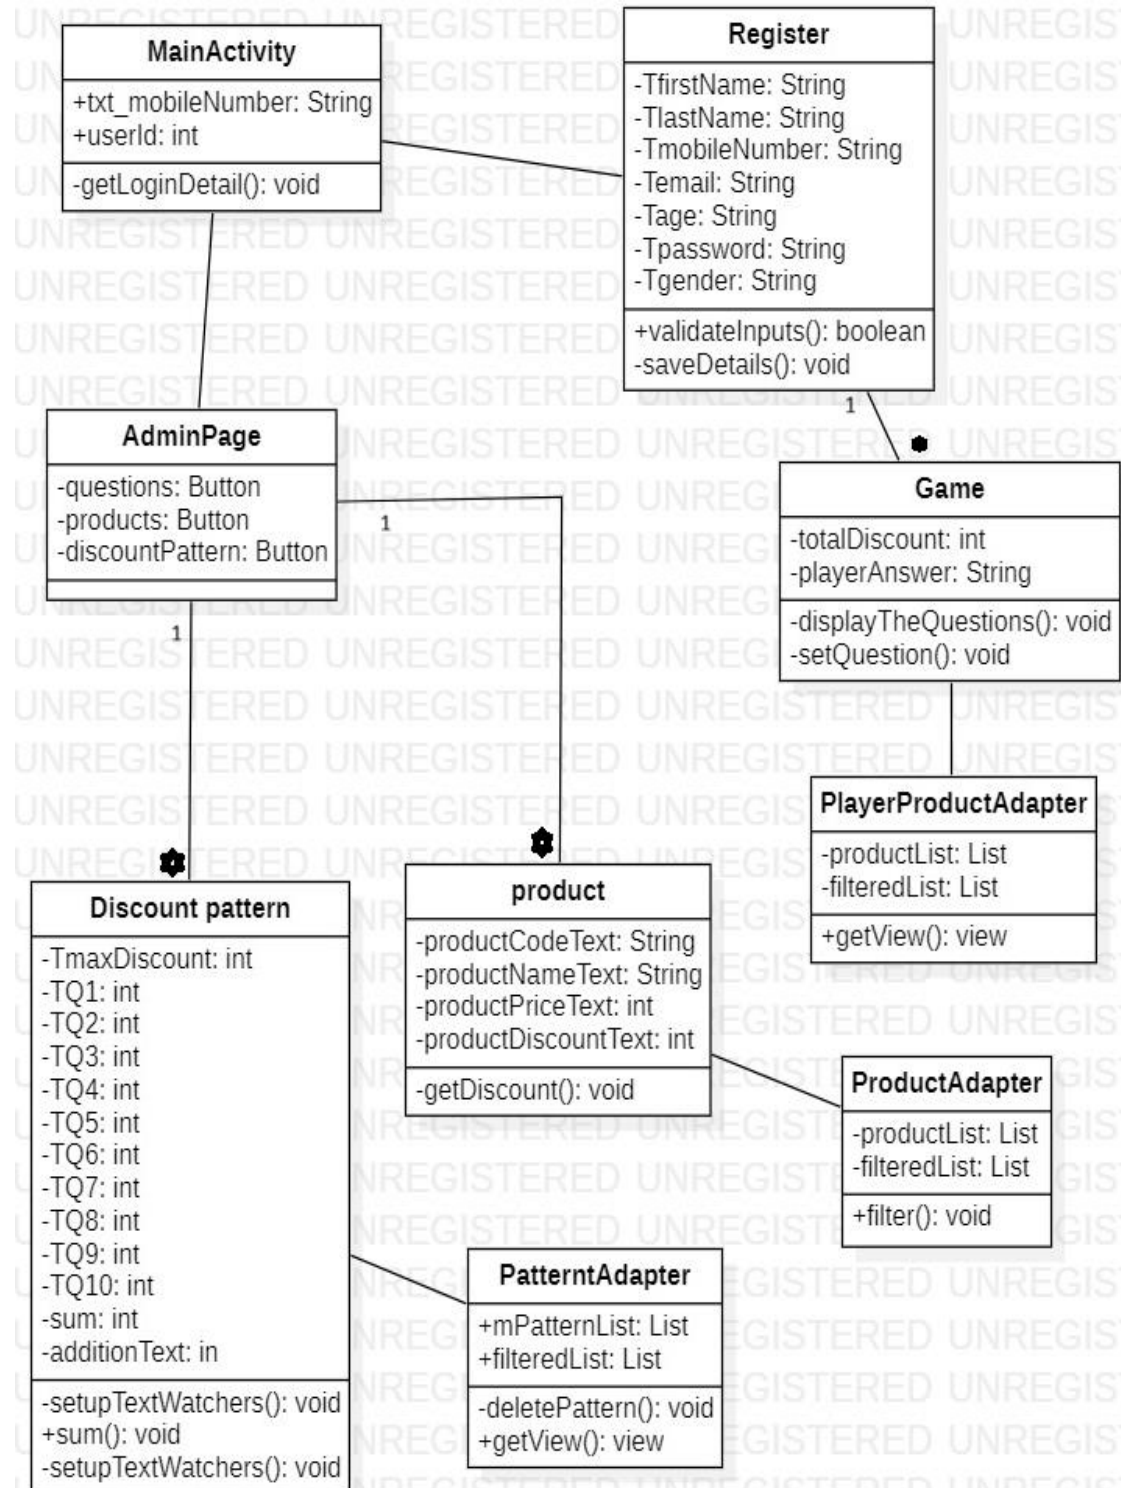 MainActivity
+txt_mobileNumber: String
+userId: int
-getLoginDetail(): void
Register
-TfirstName: String
-TlastName: String
-TmobileNumber: String
-Temail: String
-Tage: String
-Tpassword: String
-Tgender: String
+validateInputs(): boolean
-saveDetails(): void
1
AdminPage
-questions: Button
-products: Button
-discountPattern: Button
1
1
Game
-totalDiscount: int
-playerAnswer: String
-displayTheQuestions(): void
-setQuestion(): void
PlayerProductAdapter
-productList: List
-filteredList: List
+getView(): view
Discount pattern
-TmaxDiscount: int
-TQ1: int
-TQ2: int
-TQ3: int
-TQ4: int
-TQ5: int
-TQ6: int
-TQ7: int
-TQ8: int
-TQ9: int
-TQ10: int
-sum: int
-additionText: in
-setupTextWatchers(): void
+sum(): void
-setupTextWatchers(): void
product
-productCodeText: String
-productNameText: String
-productPriceText: int
-productDiscountText: int
-getDiscount(): void
ProductAdapter
-productList: List
-filteredList: List
+filter(): void
PatterntAdapter
+mPatternList: List
+filteredList: List
-deletePattern(): void
+getView(): view
UNREGISTERED